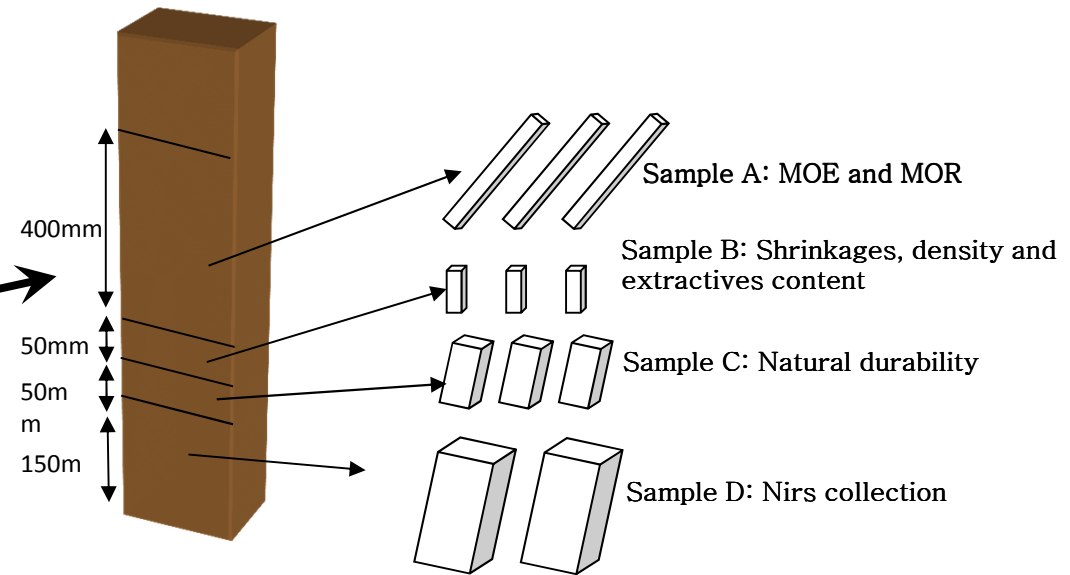 400mm
50mm
50m
m
150m
Sample A: MOE and MOR
Sample B: Shrinkages, density and
extractives content
Sample C: Natural durability
Sample D: Nirs collection